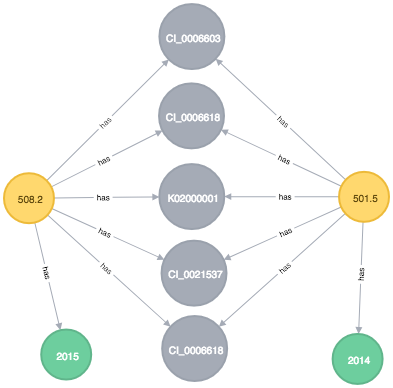 CI_0006603
has
has
CI_0006618
has
has
508.2
has
K02000001
has
501.5
has
has
CI_0021537
has
has
has
has
CI_0006618
2015
2014